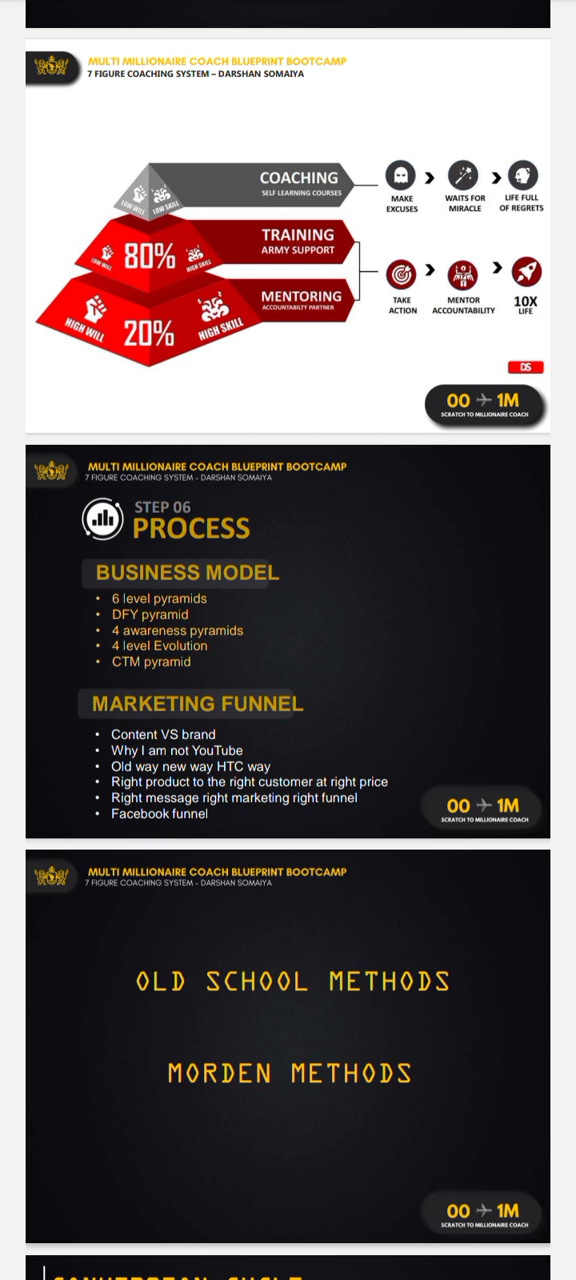 MULTI MILLIONAIRE COACH BLUEPRINT BOOTCAMP
7 FIGURE COACHING SYSTEM – DARSHAN SOMAIYA
COACHING
SELF LEARNING COURSES
LOW WILL
LOW SKILL
MAKE
EXCUSES
WAITS FOR
MIRACLE
LIFE FULL
OF REGRETS
TRAINING
ARMY SUPPORT
LOW WILL
80%
HIGH SKILL
MENTORING
ACCOUNTABILTY PARTNER
HIGH WILL
20%
HIGH SKILL
TAKE
ACTION
MENTOR
ACCOUNTABILITY
10X
LIFE
DS
00 1M
SCRATCH TO MILLIONAIRE COACH
MULTI MILLIONAIRE COACH BLUEPRINT BOOTCAMP
7 FIGURE COACHING SYSTEM - DARSHAN SOMAIYA
STEP 06
PROCESS
BUSINESS MODEL
• 6 level pyramids
• DFY pyramid
• 4 awareness pyramids
• 4 level Evolution
• CTM pyramid
MARKETING FUNNEL
• Content VS brand
• Why I am not YouTube
• Old way new way HTC way
• Right product to the right customer at right price
• Right message right marketing right funnel
• Facebook funnel
00 1M
SCRATCH TO MILLIONAIRE COACH
MULTI MILLIONAIRE COACH BLUEPRINT BOOTCAMP
7 FIGURE COACHING SYSTEM - DARSHAN SOMAIYA
OLD SCHOOL METHODS
MORDEN METHODS
00 1M
SCRATCH TO MILLIONAIRE COACH